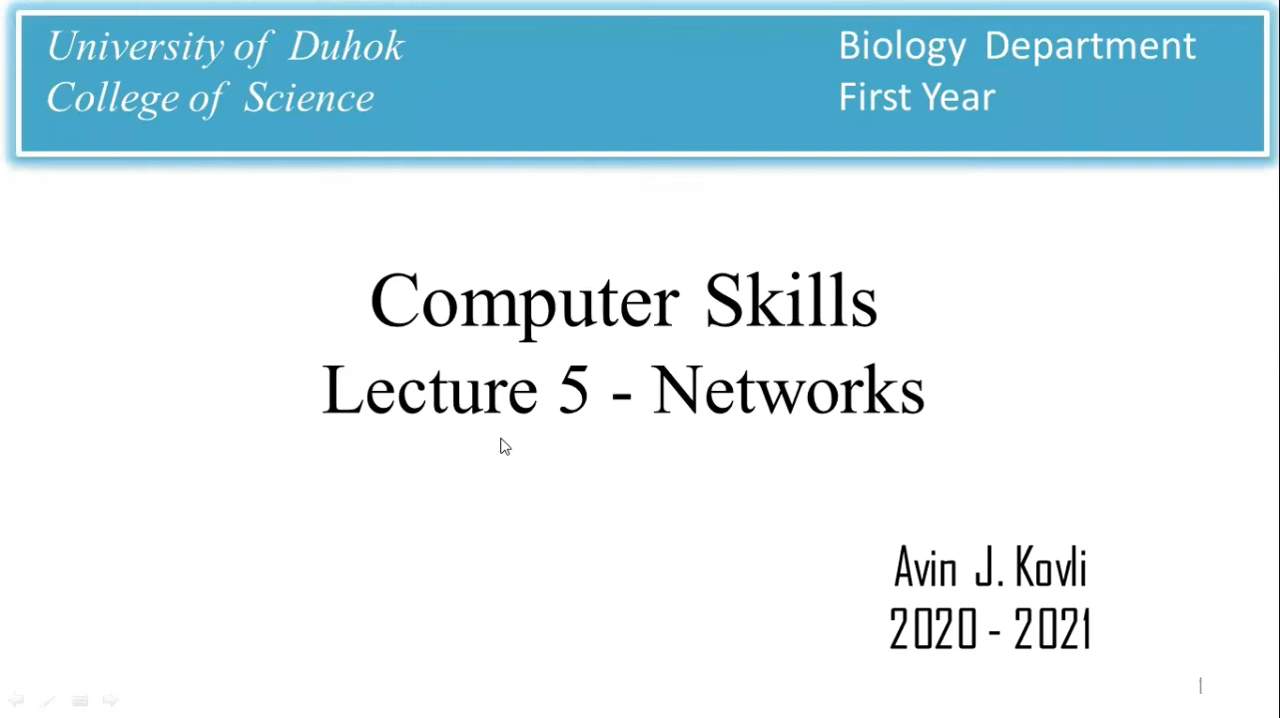 University of Duhok
College of Science
Biology Department
First Year
Computer Skills
Lecture 5 - Networks
Avin J. Kovli
2020 - 2021
1